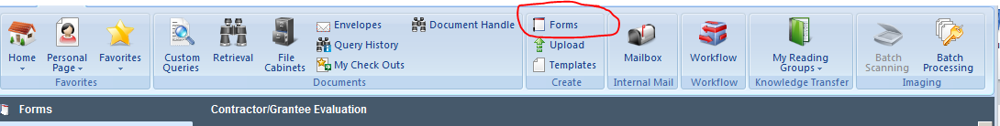 Home
Personal
Page
Favorites
Favorites
Custom
Queries
Retrieval
File
Cabinets
Envelopes
Query History
My Check Outs
Document Handle
Documents
Forms
Upload
Templates
Create
Mailbox
Internal Mail
Workflow
Workflow
My Reading
Groups
Knowledge Transfer
Batch
Scanning
Batch
Processing
Imaging
Forms
Contractor/Grantee Evaluation